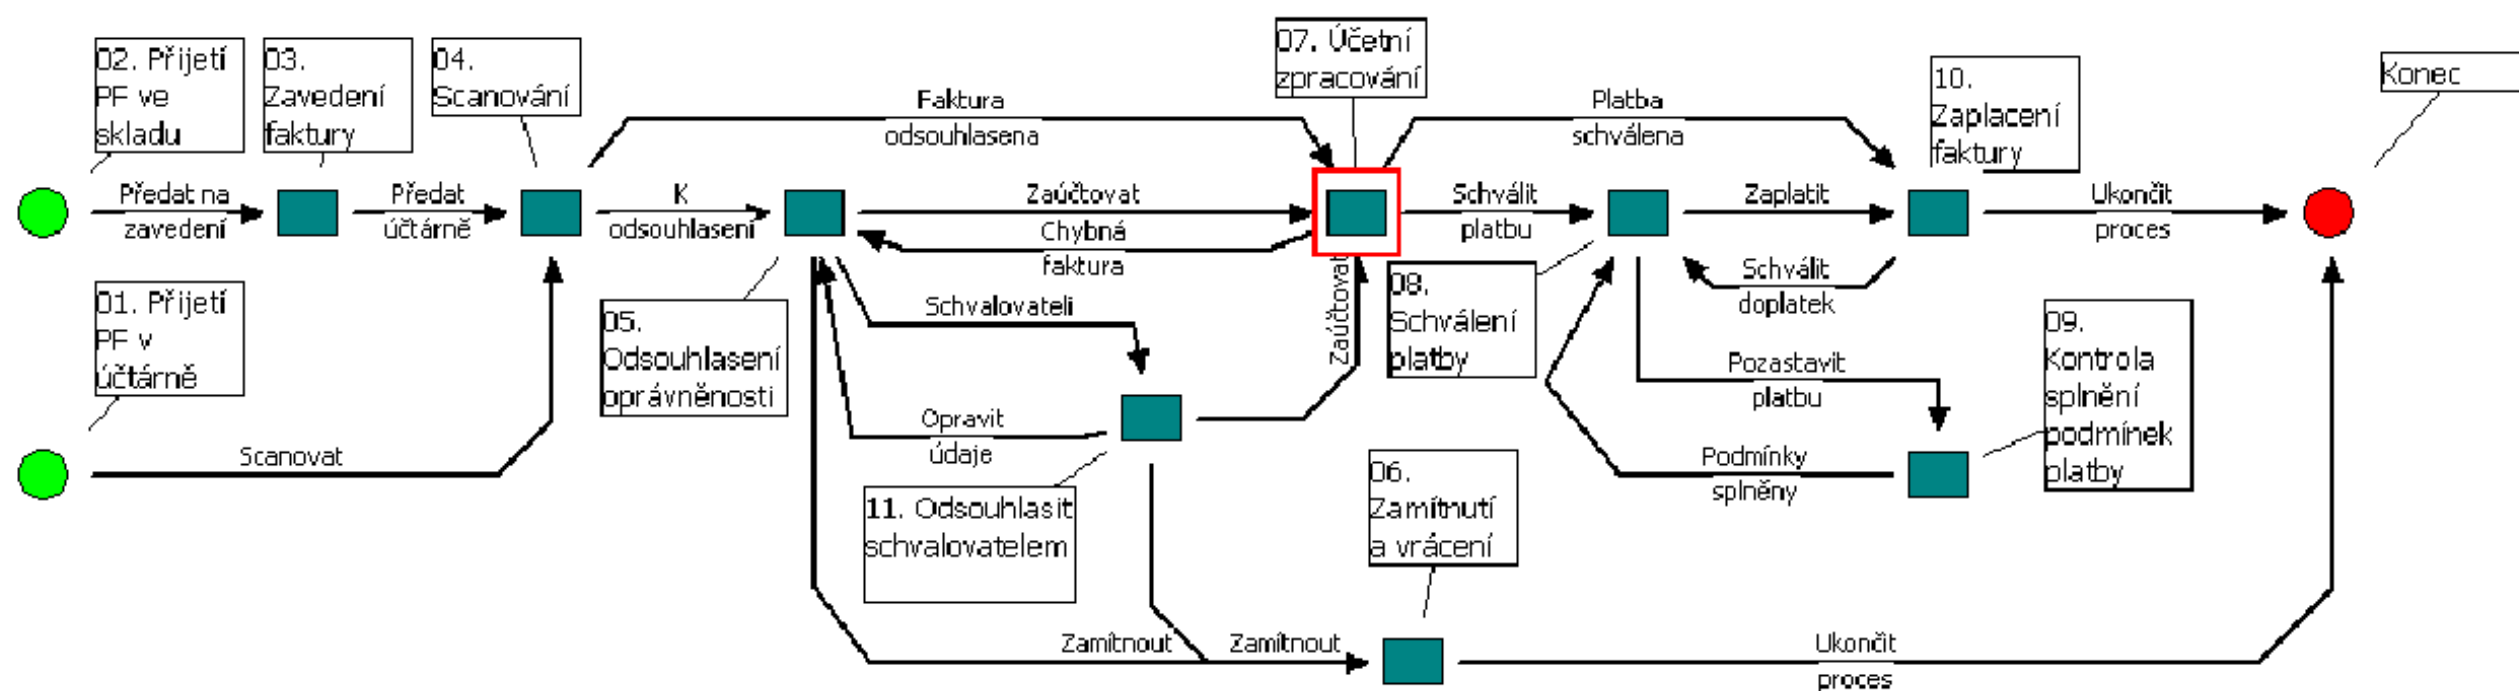 02. Přijetí
PF ve
skladu
03.
Zavedení
faktury
04.
Scanování
Faktura
odsouhlasena
07. Účetní
zpracování
Platba
schválena
10.
Zaplacení
faktury
Konec
Předat na
zavedení
Předat
účtárně
K
odsouhlasení
Zaúčtovat
Chybná
faktura
Schválit
platbu
Zaplatit
Ukončit
proces
Schválit
doplatek
01. Přijetí
PF v
účtárně
05.
Odsouhlasení
oprávněnosti
Schvalovateli
Zaúčtovat
08.
Schválení
platby
09.
Kontrola
splnění
podmínek
platby
Pozastavit
platbu
Opravit
údaje
Scanovat
Podmínky
splněny
11. Odsouhlasit
schvalovatelem
06.
Zamítnutí
a vrácení
Zamítnout
Zamítnout
Ukončit
proces